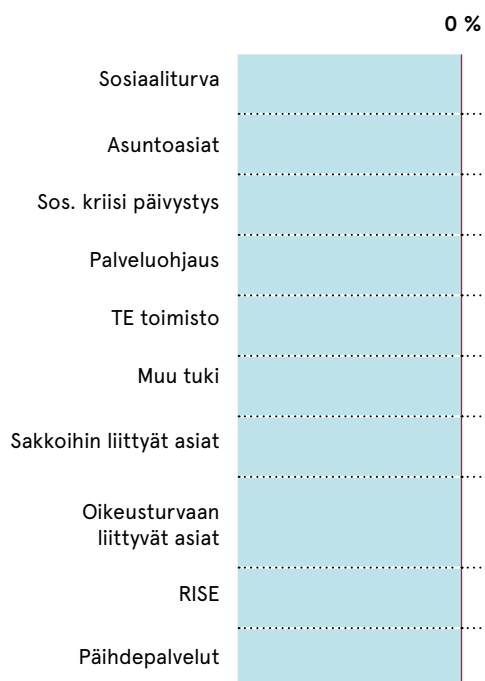 0 %
Sosiaaliturva
Asuntoasiat
Sos. kriisi päivystys
Palveluohjaus
TE toimisto
Muu tuki
Sakkoihin liittyät asiat
Oikeusturvaan
liittyvät asiat
RISE
Päihdepalvelut